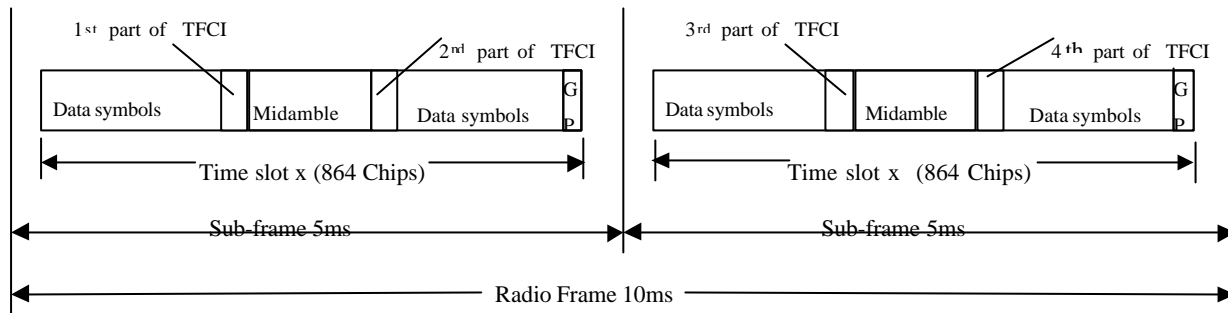 1st part of TFCI
2nd part of TFCI
3rd part of TFCI
4th part of TFCI
Data symbols
Midamble
Data symbols
G
P
Data symbols
Midamble
Data symbols
G
P
Time slot x (864 Chips)
Time slot x (864 Chips)
Sub-frame 5ms
Sub-frame 5ms
Radio Frame 10ms